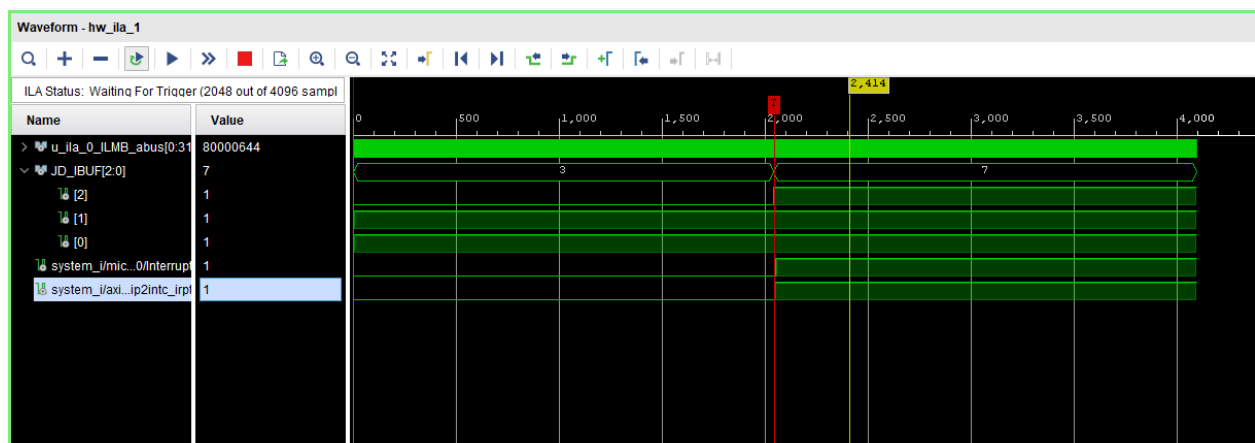 Waveform - hw_ila_1
ILA Status: Waiting For Trigger (2048 out of 4096 sampl
2,414
T
Name Value
0 500 1,000 1,500 2,000 2,500 3,000 3,500 4,000
u_ila_0_ILMB_abus[0:31 80000644
JD_IBUF[2:0] 7 3 7
[2] 1
[1] 1
[0] 1
system_i/mic...0/Interrupt 1
system_i/axi...ip2intc_irpt 1